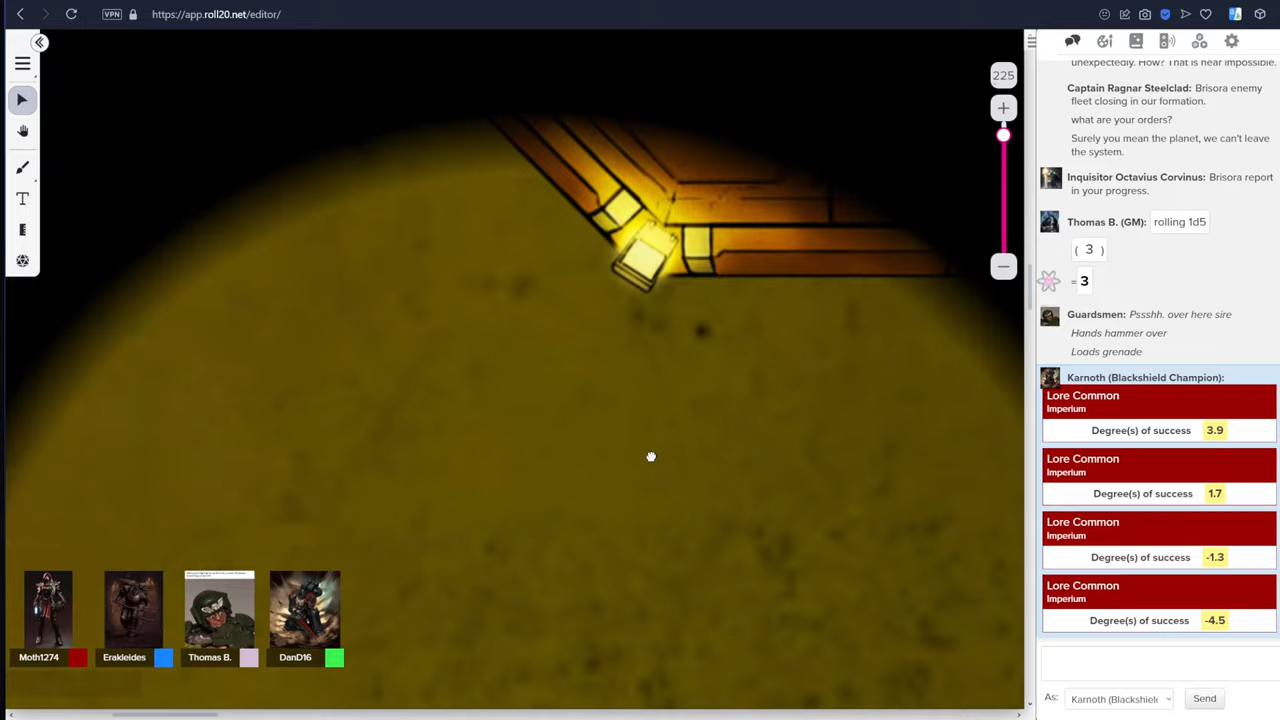 VPN https://app.roll20.net/editor/
225
unexpectedly. How? That is near impossible.
Captain Ragnar Steelclad: Brisora enemy
fleet closing in our formation.
what are your orders?
Surely you mean the planet, we can't leave
the system.
Inquisitor Octavius Corvinus: Brisora report
in your progress.
Thomas B. (GM): rolling 1d5
( 3 )
= 3
Guardsmen: Pssshh. over here sire
Hands hammer over
Loads grenade
Karnoth (Blackshield Champion):
Lore Common
Imperium
Degree(s) of success 3.9
Lore Common
Imperium
Degree(s) of success 1.7
Lore Common
Imperium
Degree(s) of success -1.3
Lore Common
Imperium
Degree(s) of success -4.5
Moth1274 Erakleides Thomas B. DanD16
As: Karnoth (Blackshiel Send